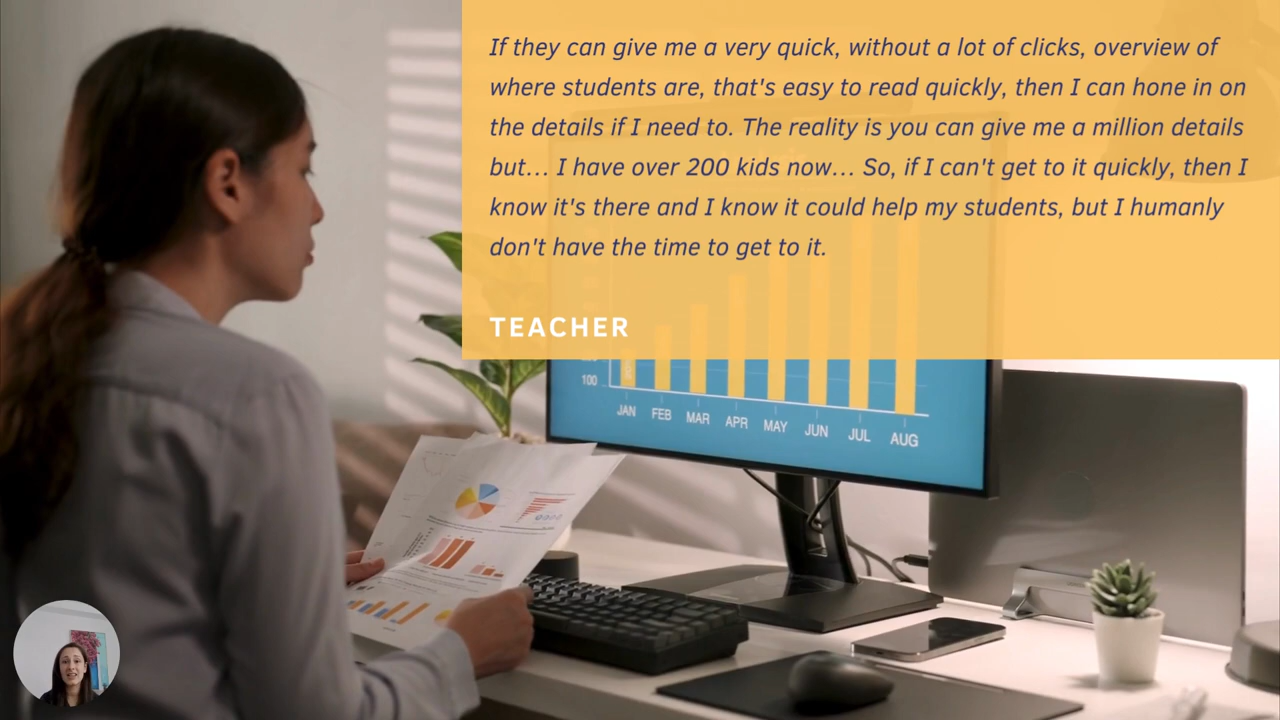 If they can give me a very quick, without a lot of clicks, overview of
where students are, that's easy to read quickly, then I can hone in on
the details if I need to. The reality is you can give me a million details
but... I have over 200 kids now... So, if I can't get to it quickly, then I
know it's there and I know it could help my students, but I humanly
don't have the time to get to it.
TEACHER
100
JAN FEB MAR APR MAY JUN JUL AUG